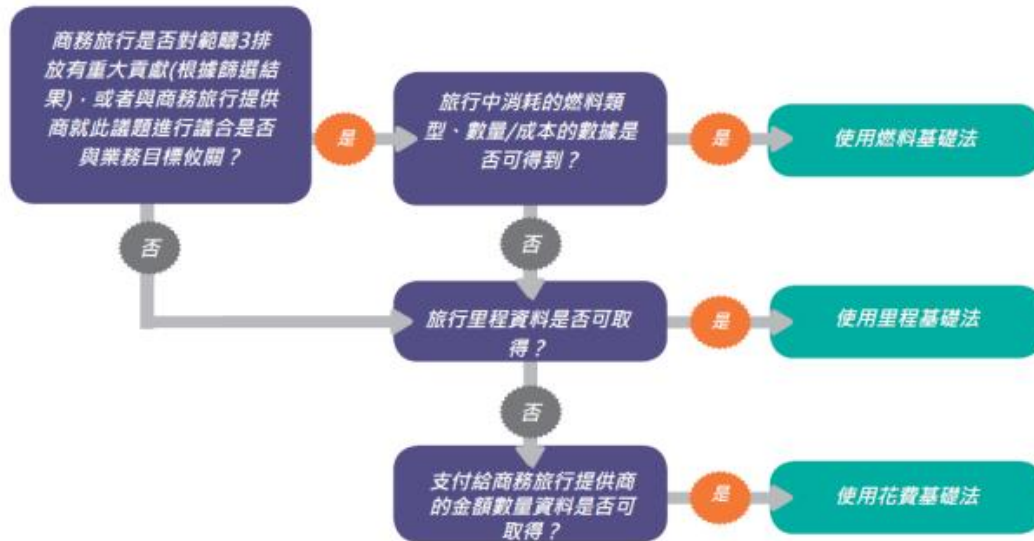 商務旅行是否對範疇3排
放有重大貢獻(根據篩選結
果)，或者與商務旅行提供
商就此議題進行議合是否
與業務目標攸關？
是
旅行中消耗的燃料類
型、數量/成本的數據是
否可得到？
是
使用燃料基礎法
否
否
旅行里程資料是否可取
得？
是
使用里程基礎法
否
支付給商務旅行提供商
的金額數量資料是否可
取得？
是
使用花費基礎法